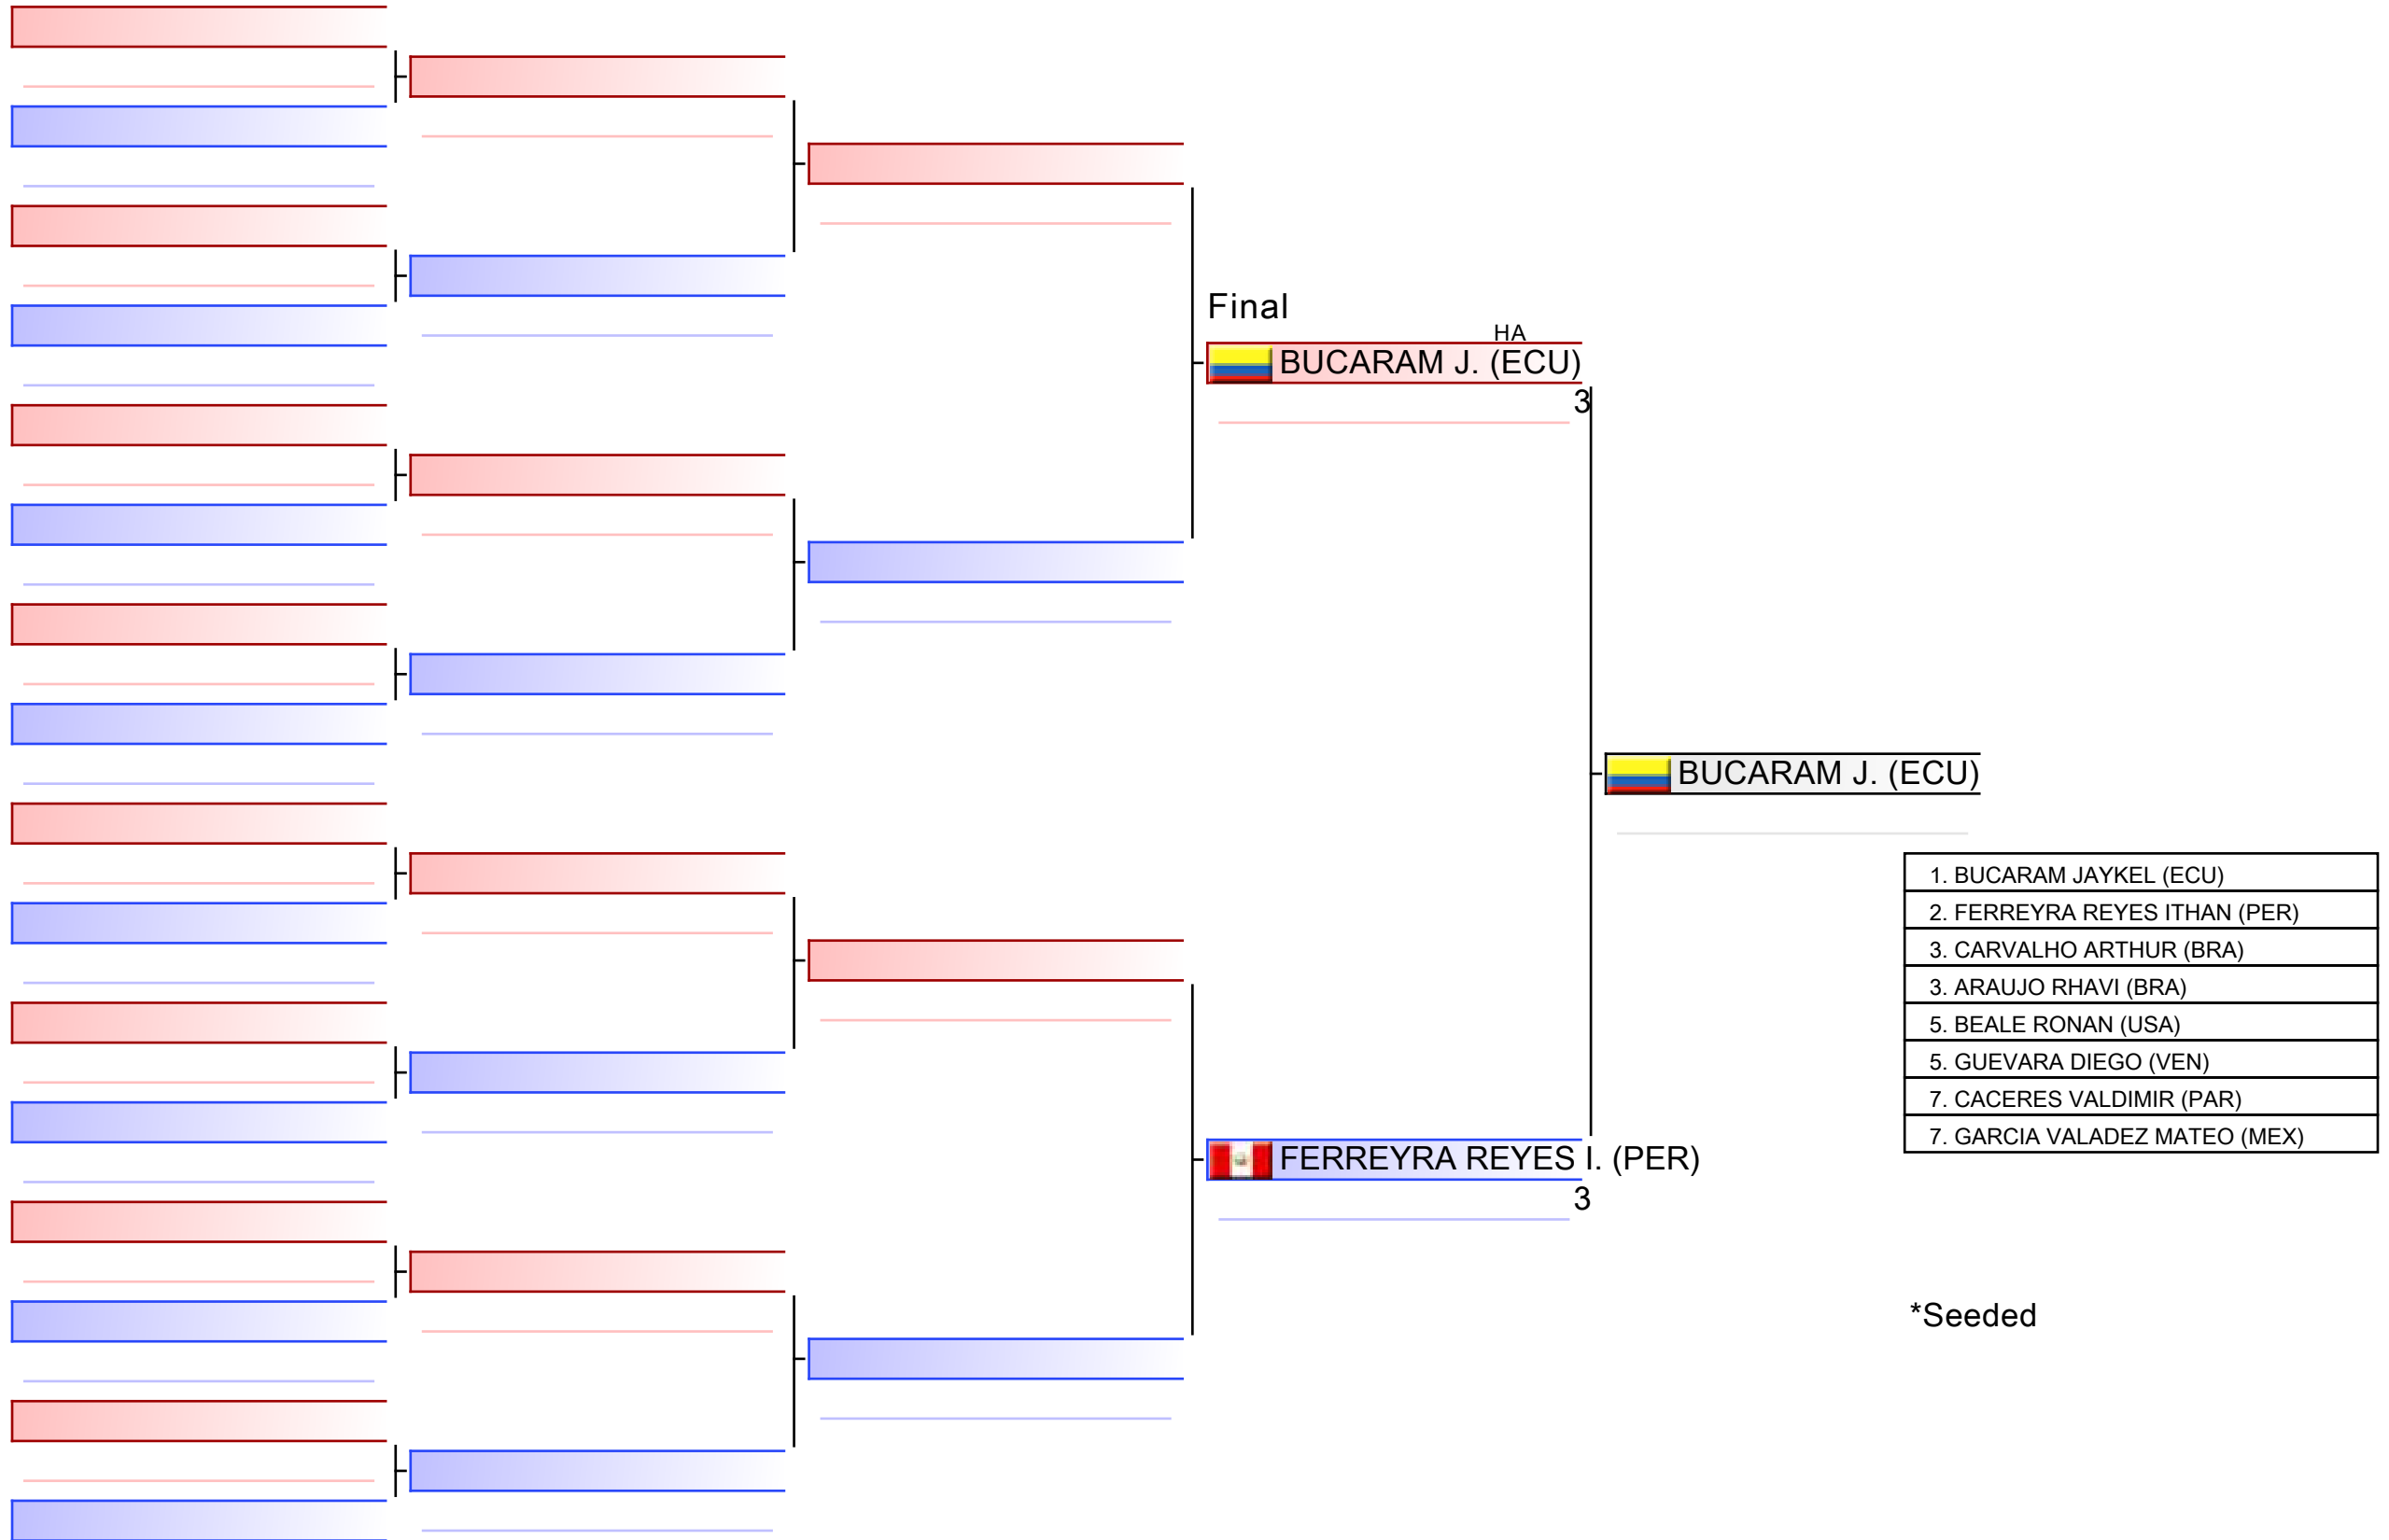 Final
HA
BUCARAM J. (ECU)
3
BUCARAM J. (ECU)
1. BUCARAM JAYKEL (ECU)
2. FERREYRA REYES ITHAN (PER)
3. CARVALHO ARTHUR (BRA)
3. ARAUJO RHAVI (BRA)
5. BEALE RONAN (USA)
5. GUEVARA DIEGO (VEN)
7. CACERES VALDIMIR (PAR)
7. GARCIA VALADEZ MATEO (MEX)
FERREYRA REYES I. (PER)
3
*Seeded